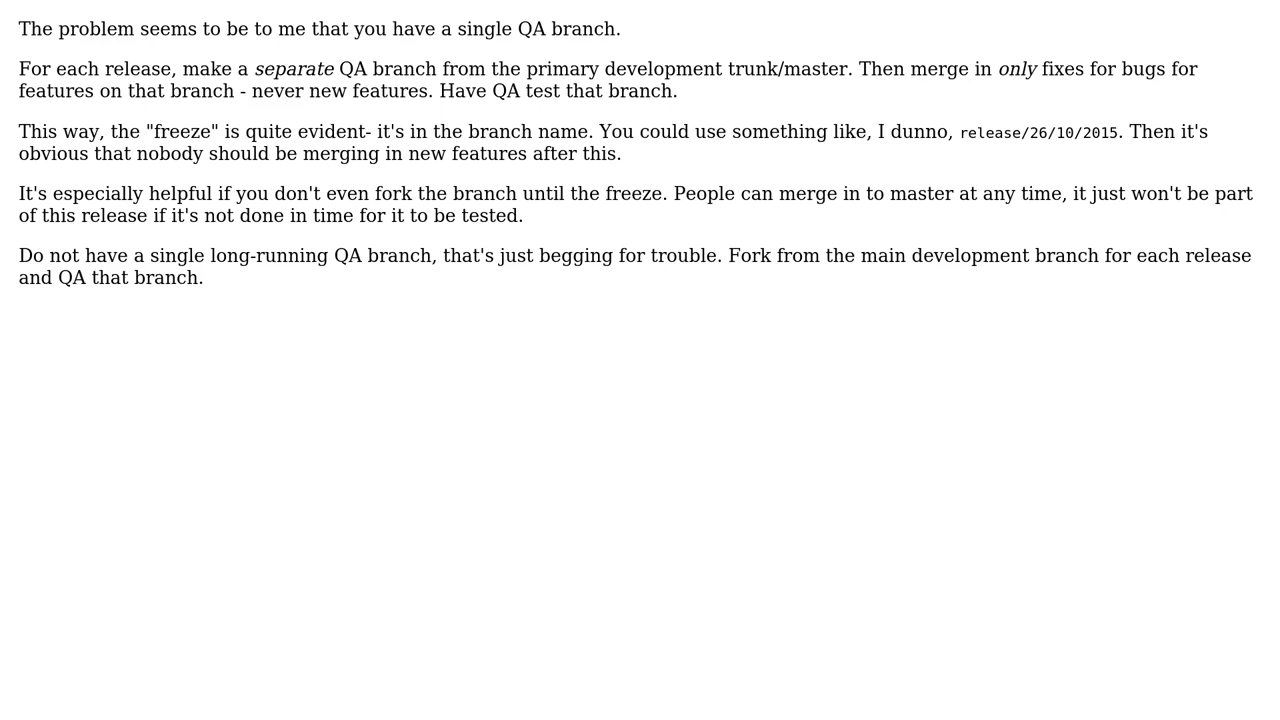 The problem seems to be to me that you have a single QA branch.
For each release, make a separate QA branch from the primary development trunk/master. Then merge in only fixes for bugs for
features on that branch - never new features. Have QA test that branch.
This way, the "freeze" is quite evident- it's in the branch name. You could use something like, I dunno, release/26/10/2015. Then it's
obvious that nobody should be merging in new features after this.
It's especially helpful if you don't even fork the branch until the freeze. People can merge in to master at any time, it just won't be part
of this release if it's not done in time for it to be tested.
Do not have a single long-running QA branch, that's just begging for trouble. Fork from the main development branch for each release
and QA that branch.